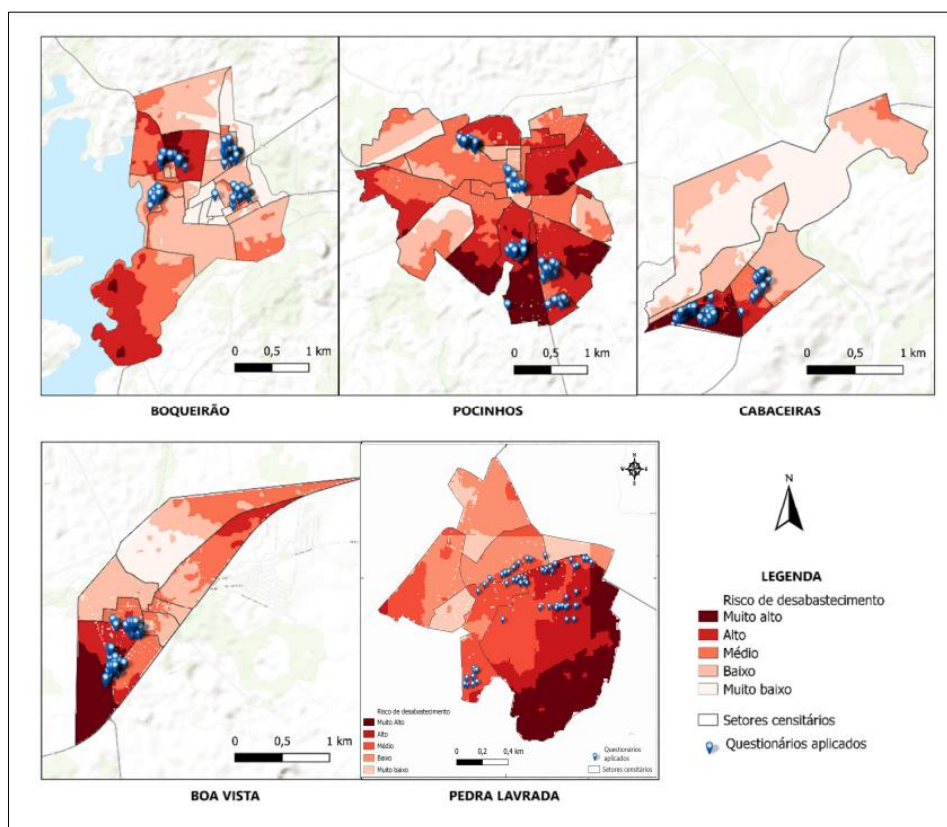 0 0,5 1 km
0 0,5 1 km
0 0,5 1 km
BOQUEIRÃO
POCINHOS
CABACEIRAS
N
LEGENDA
Risco de desabastecimento
Muito alto
Alto
Médio
Baixo
Muito baixo
Setores censitários
Questionários aplicados
0 0,5 1 km
Risco de desabastecimento
Muito Alto
Alto
Médio
Baixo
Muito baixo
0 0,2 0,4 km
Questionários
aplicados
Setores censitários
BOA VISTA
PEDRA LAVRADA